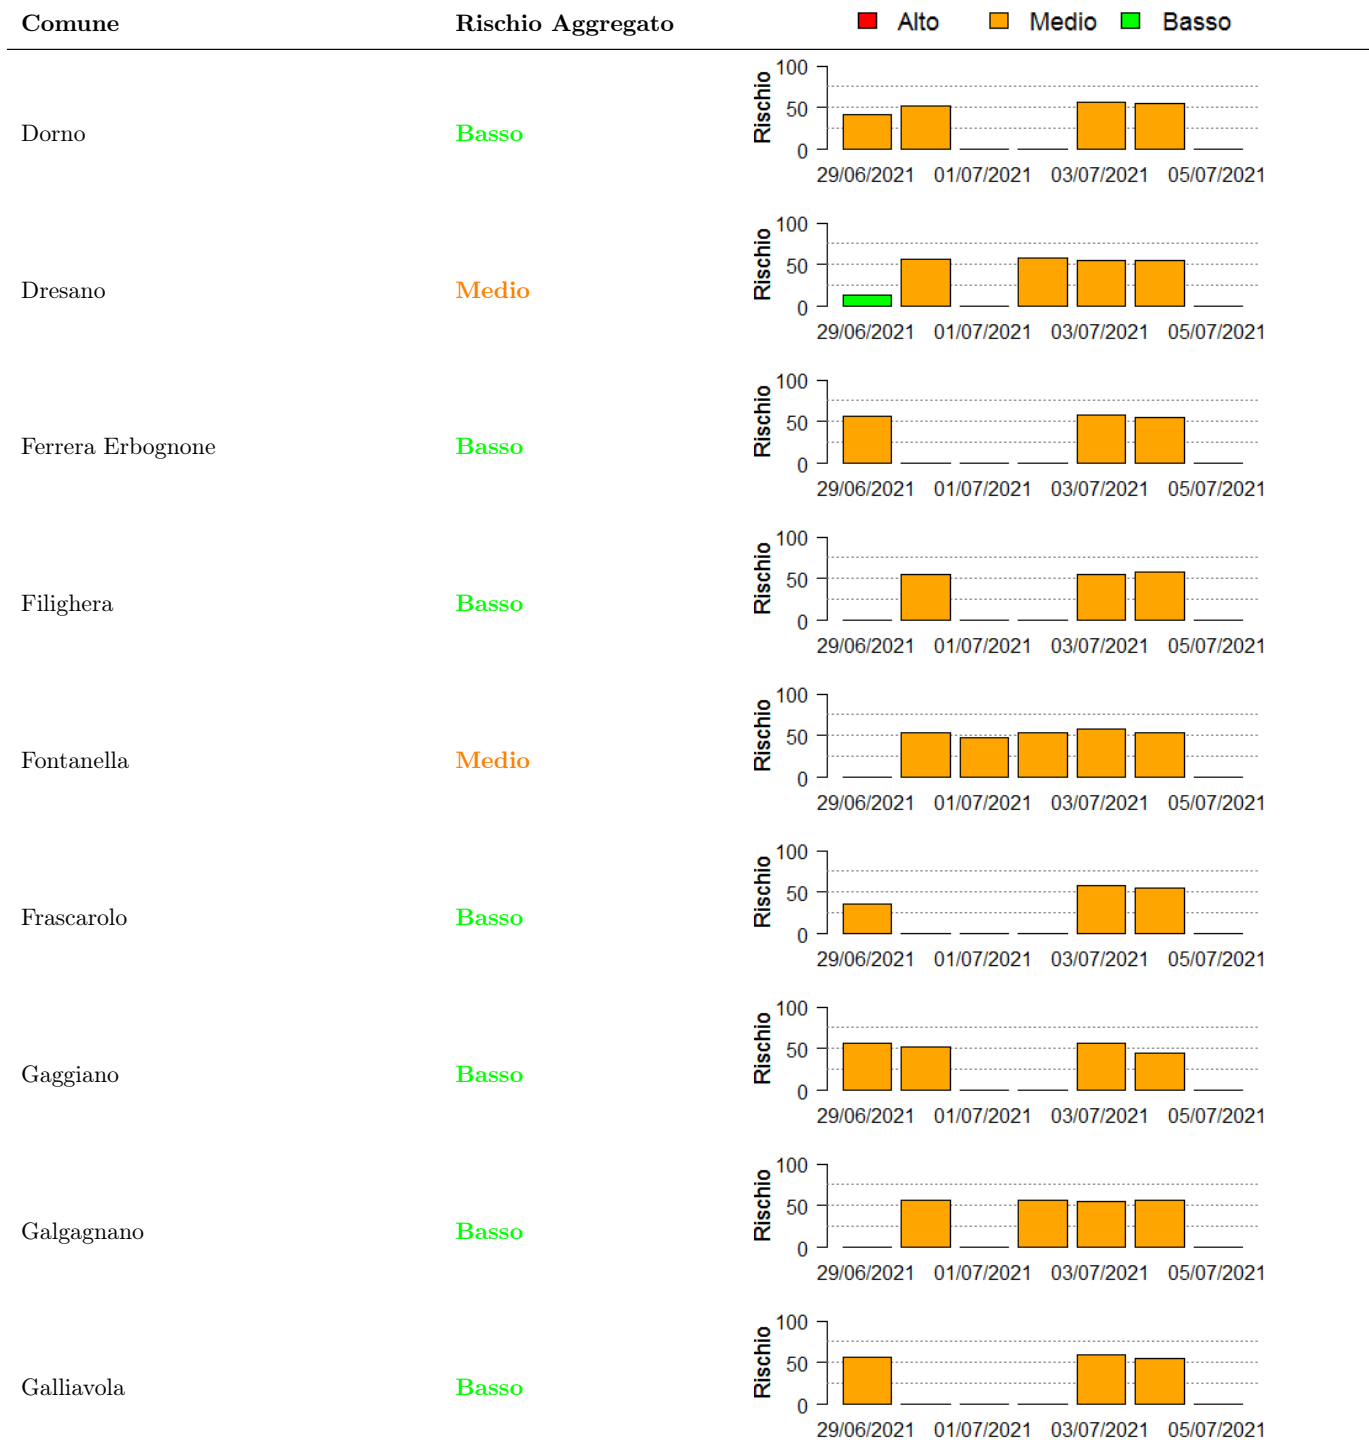 Comune Rischio Aggregato Alto Medio Basso
Dorno Basso Rischio 100 50 0
29/06/2021 01/07/2021 03/07/2021 05/07/2021
Dresano Medio Rischio 100 50 0
29/06/2021 01/07/2021 03/07/2021 05/07/2021
Ferrera Erbognone Basso Rischio 100 50 0
29/06/2021 01/07/2021 03/07/2021 05/07/2021
Filighera Basso Rischio 100 50 0
29/06/2021 01/07/2021 03/07/2021 05/07/2021
Fontanella Medio Rischio 100 50 0
29/06/2021 01/07/2021 03/07/2021 05/07/2021
Frascarolo Basso Rischio 100 50 0
29/06/2021 01/07/2021 03/07/2021 05/07/2021
Gaggiano Basso Rischio 100 50 0
29/06/2021 01/07/2021 03/07/2021 05/07/2021
Galgagnano Basso Rischio 100 50 0
29/06/2021 01/07/2021 03/07/2021 05/07/2021
Galliavola Basso Rischio 100 50 0
29/06/2021 01/07/2021 03/07/2021 05/07/2021